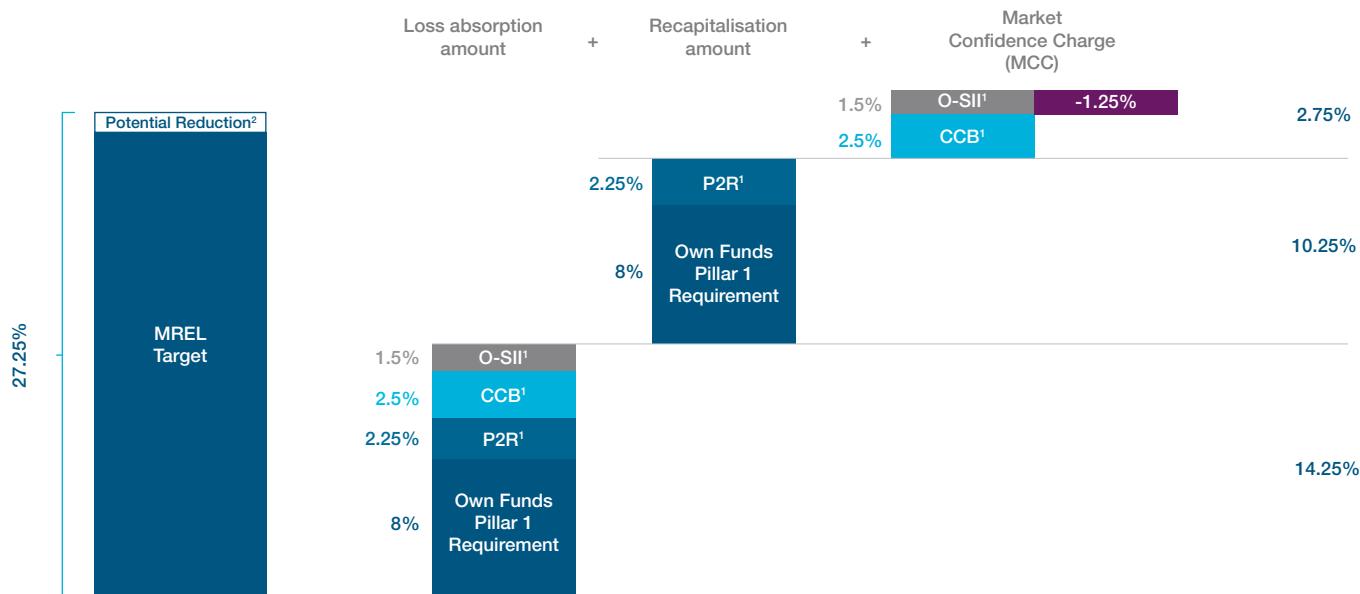 Loss absorption
amount
+
Recapitalisation
amount
+
Market
Confidence Charge
(MCC)
27.25%
Potential Reduction²
MREL
Target
1.5%
O-SII¹
-1.25%
2.75%
2.5%
CCB¹
2.25%
P2R¹
8%
Own Funds
Pillar 1
Requirement
10.25%
1.5%
O-SII¹
2.5%
CCB¹
2.25%
P2R¹
8%
Own Funds
Pillar 1
Requirement
14.25%